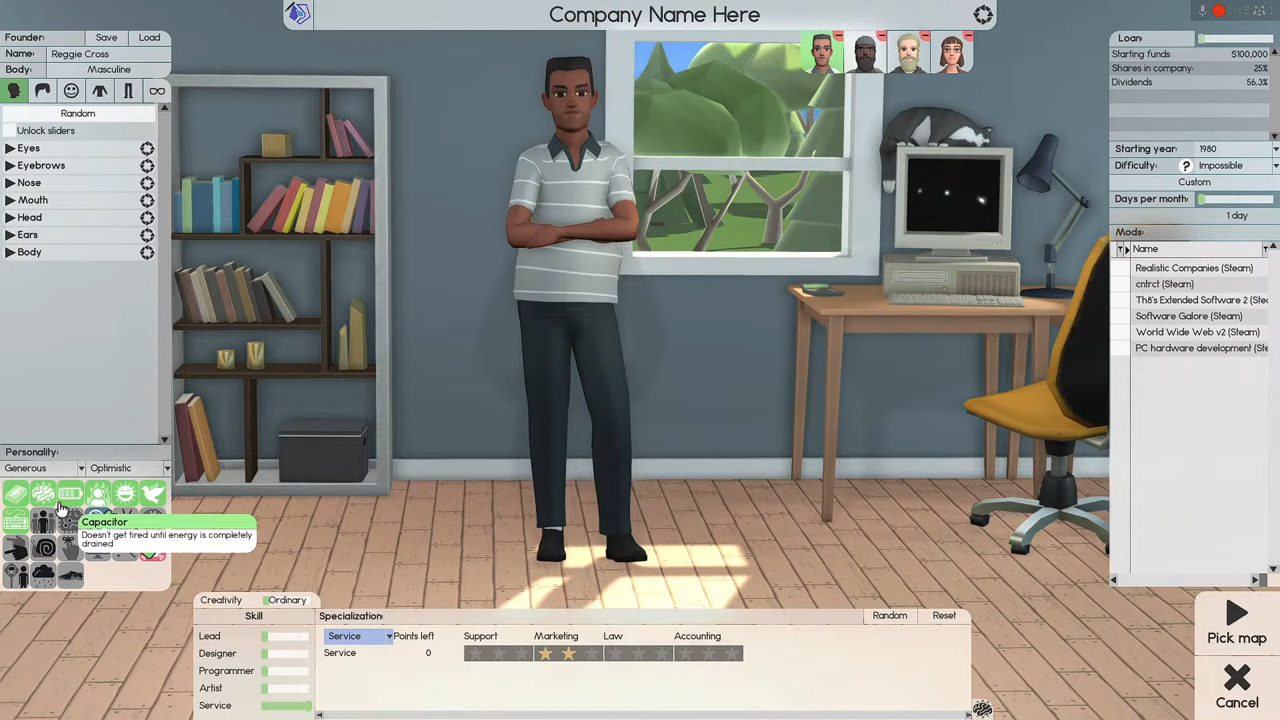 Company Name Here
LIVE 1
Founder: Save Load
Name: Reggie Cross
Body: Masculine
Random
Unlock sliders
Eyes
Eyebrows
Nose
Mouth
Head
Ears
Body
Personality:
Generous Optimistic
Capacitor
Doesn't get tired until energy is completely
drained
Creativity Ordinary
Skill
Lead
Designer
Programmer
Artist
Service
Specialization: Random Reset
Service Points left Support Marketing Law Accounting
Service 0
Loan:
Starting funds $100,000
Shares in company: 25%
Dividends 56.3%
Starting year: 1980
Difficulty: ? Impossible
Custom
Days per month:
1 day
Mods:
Name
Realistic Companies (Steam)
cntrct (Steam)
Th8's Extended Software 2 (Stea
Software Galore (Steam)
World Wide Web v2 (Steam)
PC hardware development (Ste
Pick map
Cancel